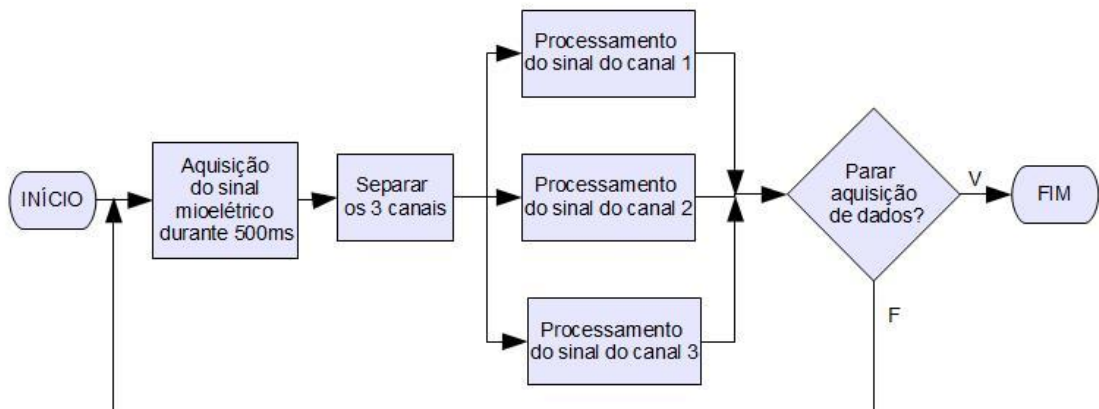 INÍCIO
Aquisição
do sinal
mioelétrico
durante 500ms
Separar
os 3 canais
Processamento
do sinal do canal 1
Processamento
do sinal do canal 2
Processamento
do sinal do canal 3
Parar
aquisição
de dados?
V
FIM
F